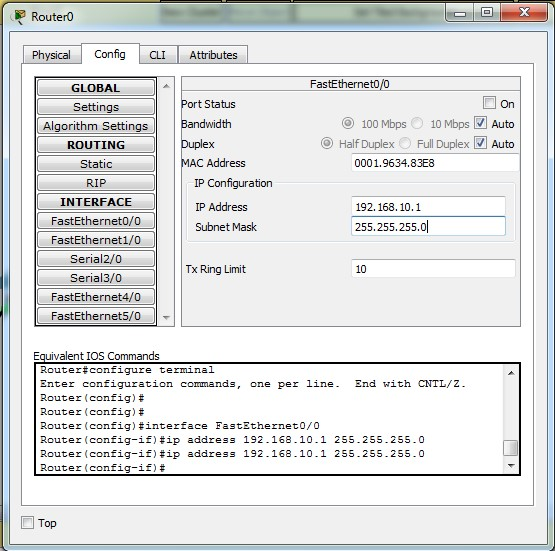 Router0
Physical Config CLI Attributes
GLOBAL
Settings
Algorithm Settings
ROUTING
Static
RIP
INTERFACE
FastEthernet0/0
FastEthernet1/0
Serial2/0
Serial3/0
FastEthernet4/0
FastEthernet5/0
FastEthernet0/0
Port Status On
Bandwidth 100 Mbps 10 Mbps Auto
Duplex Half Duplex Full Duplex Auto
MAC Address 0001.9634.83E8
IP Configuration
IP Address 192.168.10.1
Subnet Mask 255.255.255.0
Tx Ring Limit 10
Equivalent IOS Commands
Router#configure terminal
Enter configuration commands, one per line.  End with CNTL/Z.
Router(config)#
Router(config)#
Router(config)#interface FastEthernet0/0
Router(config-if)#ip address 192.168.10.1 255.255.255.0
Router(config-if)#ip address 192.168.10.1 255.255.255.0
Router(config-if)#
Top